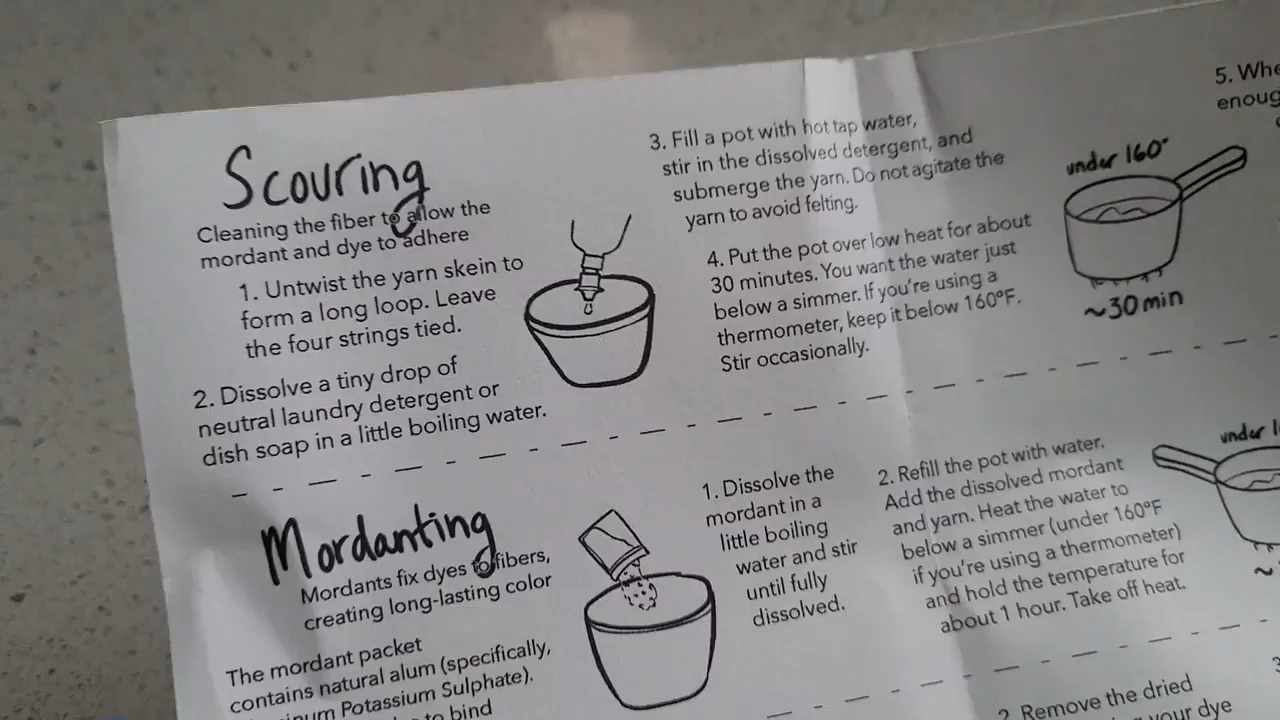 Scouring
Cleaning the fiber to allow the
mordant and dye to adhere
1. Untwist the yarn skein to
form a long loop. Leave
the four strings tied.
2. Dissolve a tiny drop of
neutral laundry detergent or
dish soap in a little boiling water.
3. Fill a pot with hot tap water,
stir in the dissolved detergent, and
submerge the yarn. Do not agitate the
yarn to avoid felting.
4. Put the pot over low heat for about
30 minutes. You want the water just
below a simmer. If you're using a
thermometer, keep it below 160°F.
Stir occasionally.
under 160°
~30 min
5.
Mordanting
Mordants fix dyes to fibers,
creating long-lasting color
The mordant packet
contains natural alum (specifically,
Potassium Sulphate).
to bind
1. Dissolve the
mordant in a
little boiling
water and stir
until fully
dissolved.
2. Refill the pot with water.
Add the dissolved mordant
and yarn. Heat the water to
below a simmer (under 160°F
if you're using a thermometer)
and hold the temperature for
about 1 hour. Take off heat.
under
~
2. Remove the dried
your dye